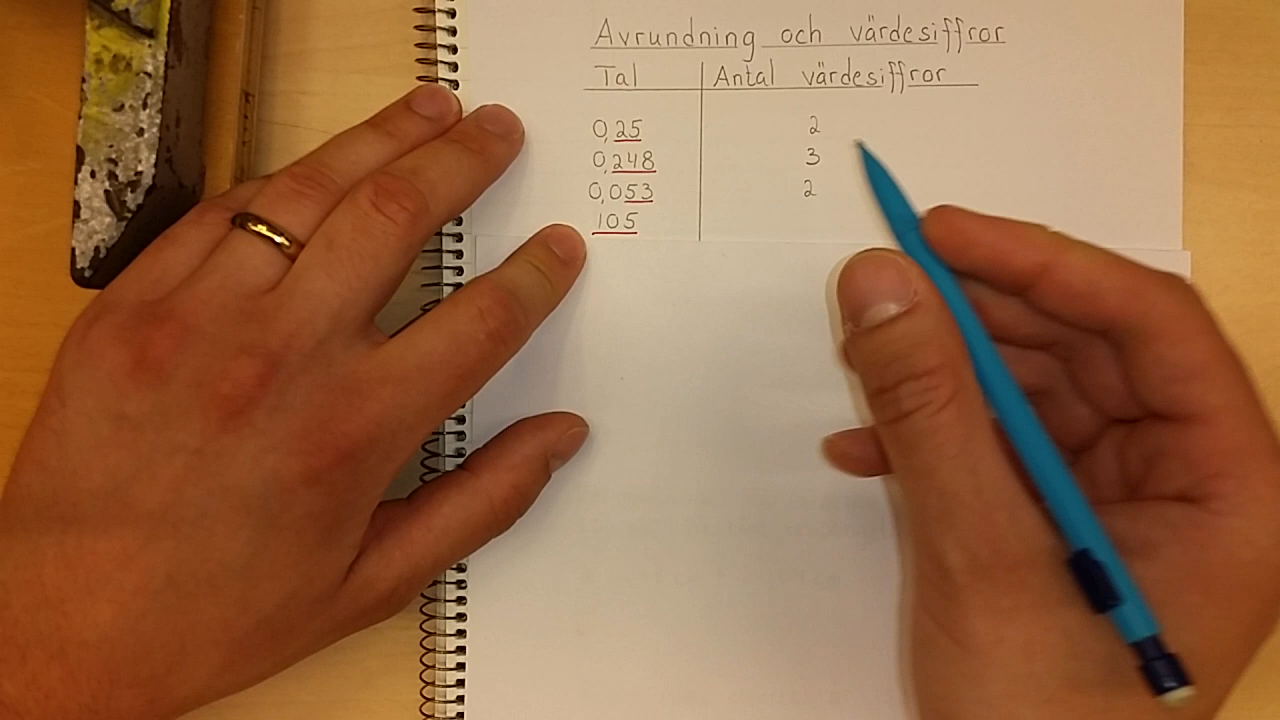 Avrundning och värdesiffror
Tal Antal värdesiffror
0,25 2
0,248 3
0,053 2
105